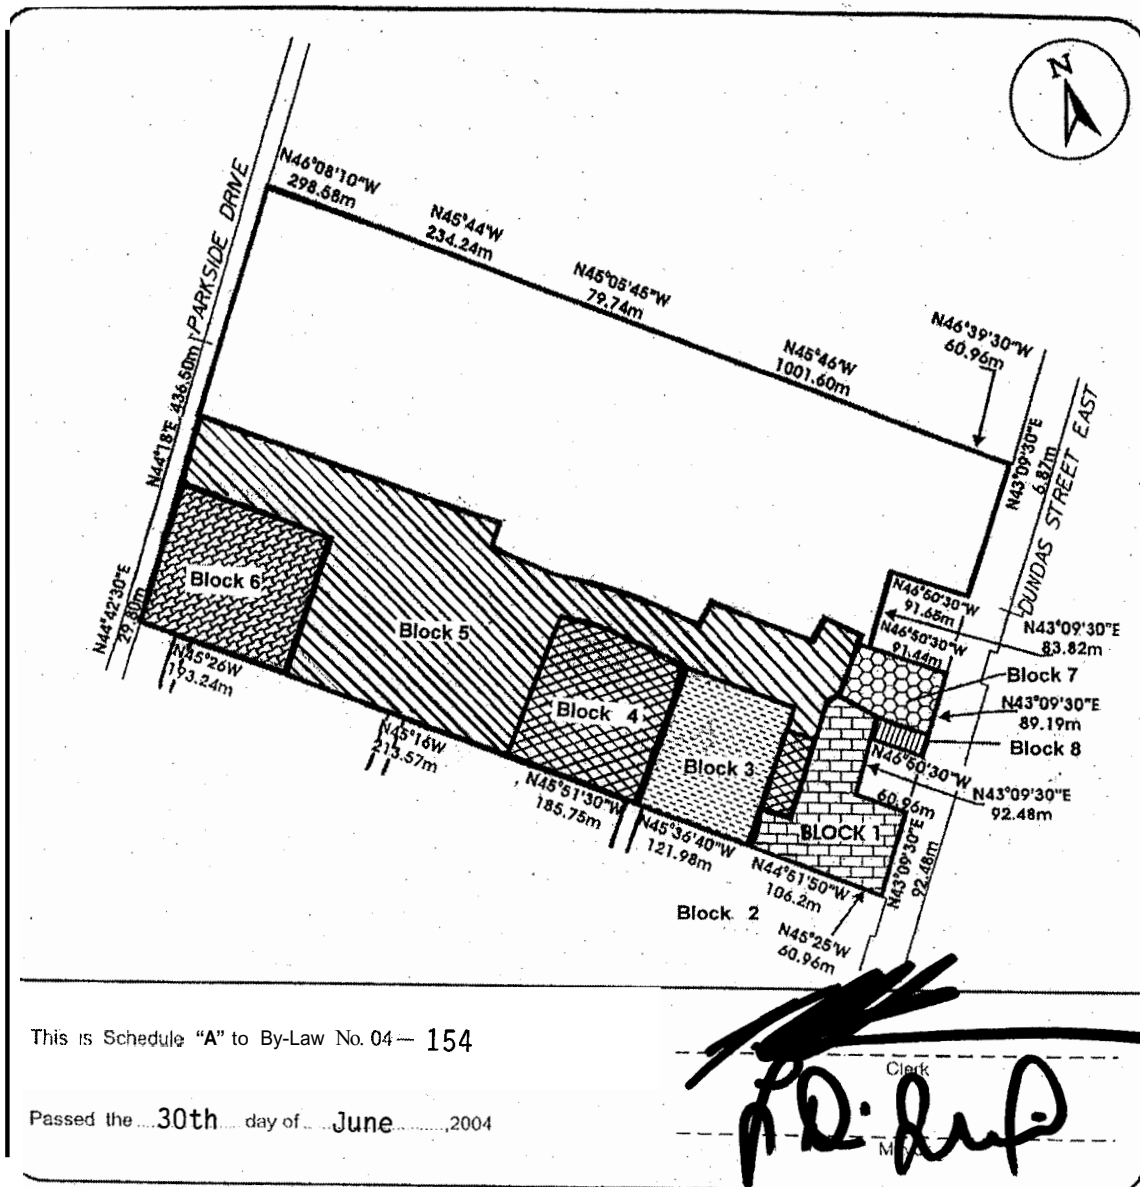 N
N46°08'10"W
298.58m
N45°44'W
234.24m
N45°05'45"W
79.74m
N46°39'30"W
60.96m
N45°46'W
1001.60m
PARKSIDE DRIVE
N44°18'E 436.50m
N43°09'30"E
6.87m
DUNDAS STREET EAST
N46°50'30"W
91.65m
N43°09'30"E
83.82m
N46°50'30"W
91.44m
Block 7
N43°09'30"E
89.19m
Block 8
N46°50'30"W
60.96m
N43°09'30"E
92.48m
Block 6
Block 5
Block 4
Block 3
BLOCK 1
N44°42'30"E
N45°26'W
193.24m
N45°16'W
213.57m
N45°51'30"W
185.75m
N45°36'40"W
121.98m
N44°51'50"W
106.2m
N43°09'30"E
92.48m
Block 2
N45°25'W
60.96m
This is Schedule "A" to By-Law No. 04 — 154
Passed the 30th day of June ,2004
Clerk